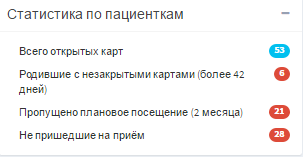 Статистика по пациенткам
Всего открытых карт 53
Родившие с незакрытыми картами (более 42 6
дней)
Пропущено плановое посещение (2 месяца) 21
Не пришедшие на приём 28